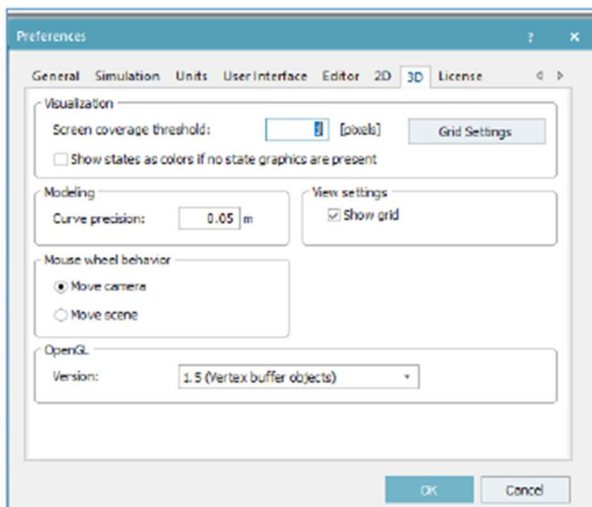 Preferences ? ×
General Simulation Units User Interface Editor 2D 3D License
Visualization
Screen coverage threshold: [pixels] Grid Settings
Show states as colors if no state graphics are present
Modeling
Curve precision: 0.05 m
View settings
Show grid
Mouse wheel behavior
Move camera
Move scene
OpenGL
Version: 1.5 (Vertex buffer objects)
OK Cancel